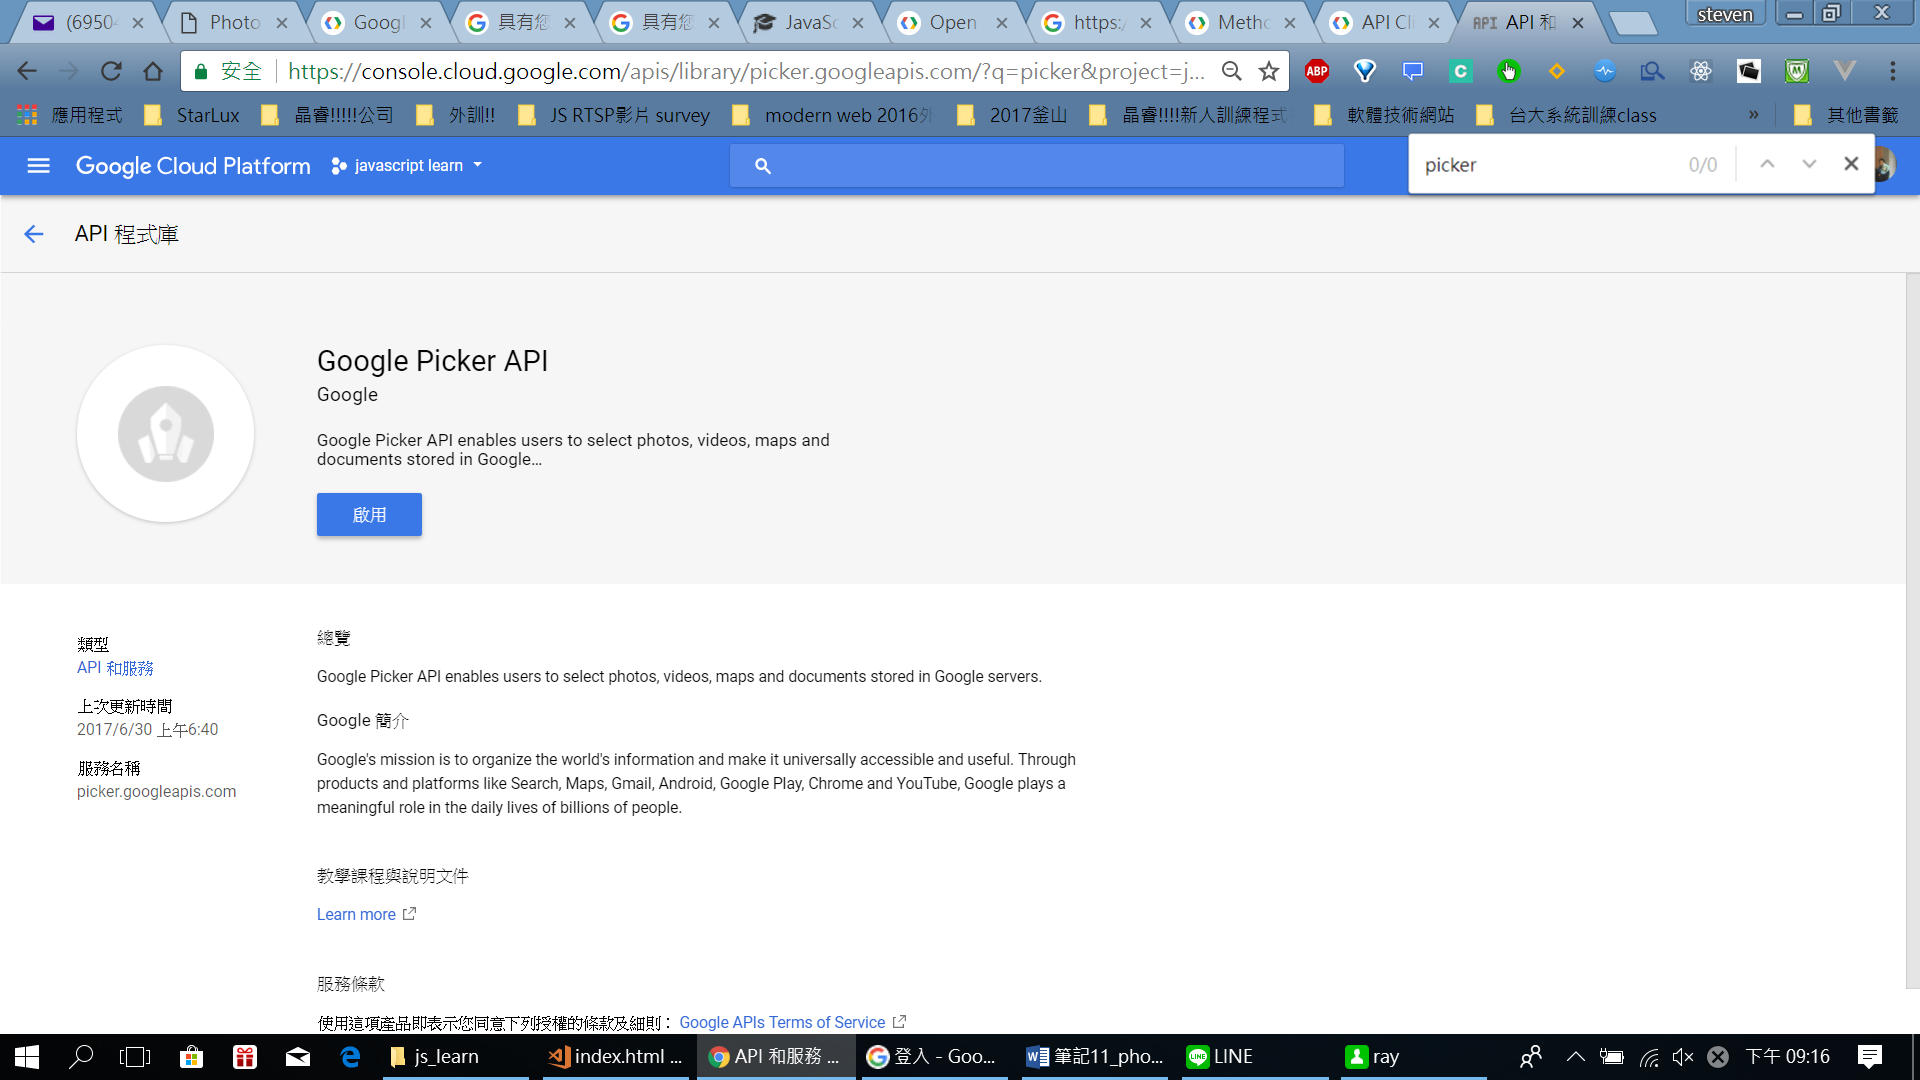 (6950
Photo
Googl
具有您
具有您
JavaSc
Open
https:/
Metho
API Cli
API API 和
steven
安全
https://console.cloud.google.com/apis/library/picker.googleapis.com/?q=picker&project=j...
ABP
應用程式
StarLux
晶睿!!!!!公司
外訓!!
JS RTSP影片 survey
modern web 2016外
2017釜山
晶睿!!!!新人訓練程式
軟體技術網站
台大系統訓練class
»
其他書籤
Google Cloud Platform
javascript learn
picker
0/0
API 程式庫
Google Picker API
Google
Google Picker API enables users to select photos, videos, maps and
documents stored in Google...
啟用
類型
API 和服務
上次更新時間
2017/6/30 上午6:40
服務名稱
picker.googleapis.com
總覽
Google Picker API enables users to select photos, videos, maps and documents stored in Google servers.
Google 簡介
Google's mission is to organize the world's information and make it universally accessible and useful. Through
products and platforms like Search, Maps, Gmail, Android, Google Play, Chrome and YouTube, Google plays a
meaningful role in the daily lives of billions of people.
教學課程與說明文件
Learn more
服務條款
使用這項產品即表示您同意下列授權的條款及細則： Google APIs Terms of Service
js_learn
index.html ...
API 和服務 ...
登入 - Goo...
筆記11_pho...
LINE
ray
下午 09:16